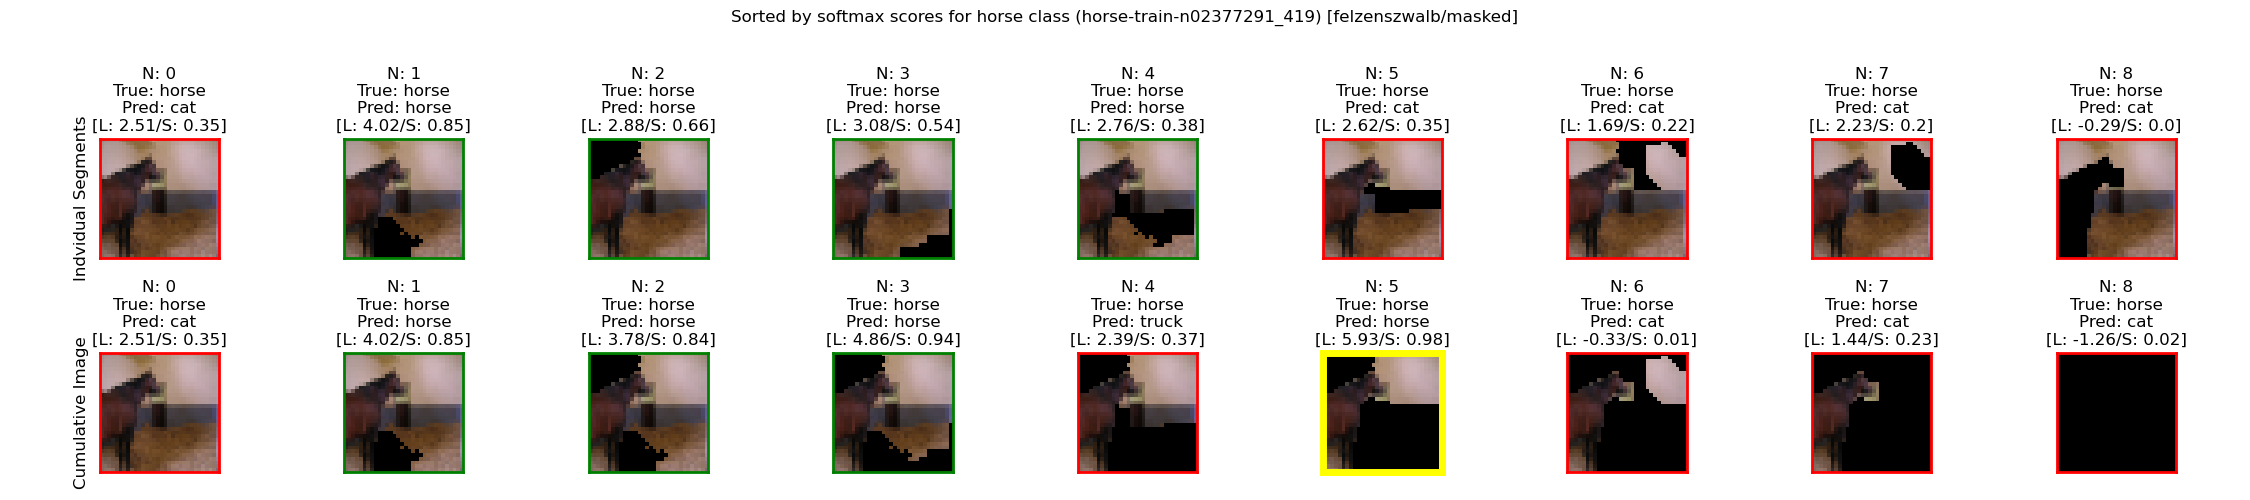 Sorted by softmax scores for horse class (horse-train-n02377291_419) [felzenszwalb/masked]
Indvidual Segments
N: 0
True: horse
Pred: cat
[L: 2.51/S: 0.35]
N: 1
True: horse
Pred: horse
[L: 4.02/S: 0.85]
N: 2
True: horse
Pred: horse
[L: 2.88/S: 0.66]
N: 3
True: horse
Pred: horse
[L: 3.08/S: 0.54]
N: 4
True: horse
Pred: horse
[L: 2.76/S: 0.38]
N: 5
True: horse
Pred: cat
[L: 2.62/S: 0.35]
N: 6
True: horse
Pred: cat
[L: 1.69/S: 0.22]
N: 7
True: horse
Pred: cat
[L: 2.23/S: 0.2]
N: 8
True: horse
Pred: cat
[L: -0.29/S: 0.0]
Cumulative Image
N: 0
True: horse
Pred: cat
[L: 2.51/S: 0.35]
N: 1
True: horse
Pred: horse
[L: 4.02/S: 0.85]
N: 2
True: horse
Pred: horse
[L: 3.78/S: 0.84]
N: 3
True: horse
Pred: horse
[L: 4.86/S: 0.94]
N: 4
True: horse
Pred: truck
[L: 2.39/S: 0.37]
N: 5
True: horse
Pred: horse
[L: 5.93/S: 0.98]
N: 6
True: horse
Pred: cat
[L: -0.33/S: 0.01]
N: 7
True: horse
Pred: cat
[L: 1.44/S: 0.23]
N: 8
True: horse
Pred: cat
[L: -1.26/S: 0.02]